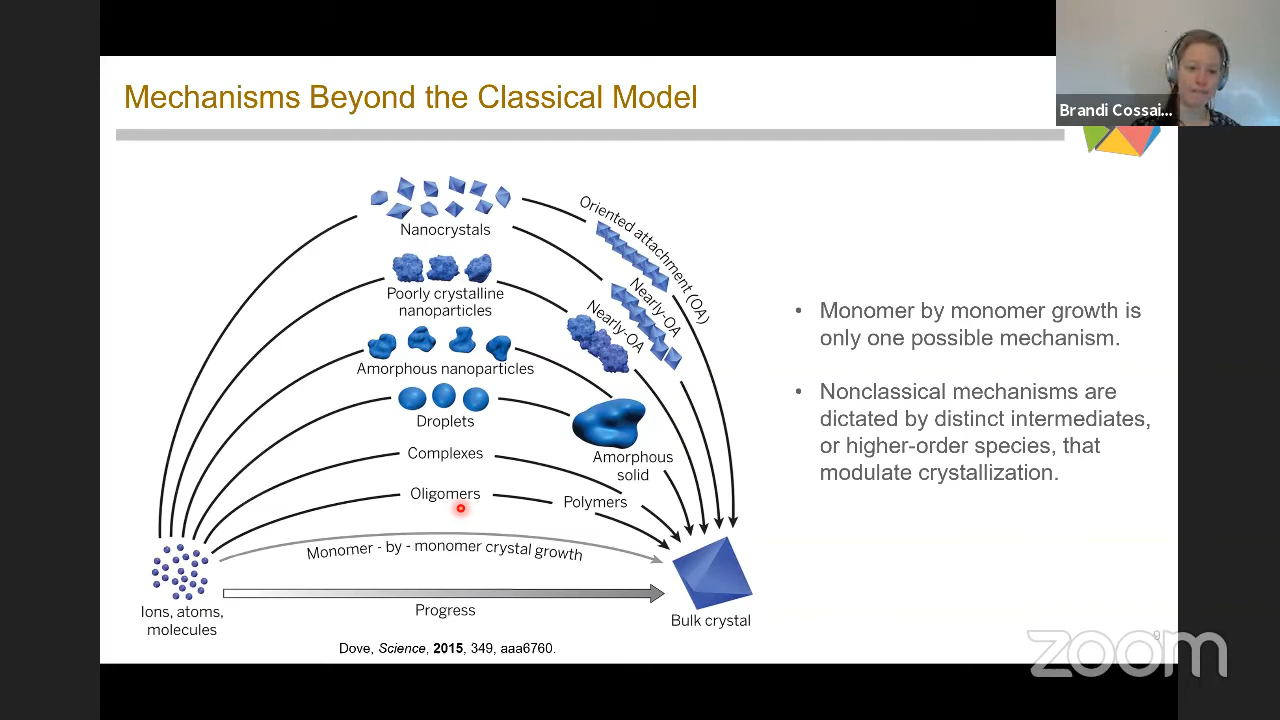 Mechanisms Beyond the Classical Model
Brandi Cossai...
Nanocrystals
Oriented attachment (OA)
Poorly crystalline
nanoparticles
Nearly-OA
Nearly-OA
Amorphous nanoparticles
Droplets
Amorphous
solid
Complexes
Oligomers
Polymers
Monomer - by - monomer crystal growth
Ions, atoms,
molecules
Progress
Bulk crystal
Dove, Science, 2015, 349, aaa6760.
• Monomer by monomer growth is
only one possible mechanism.
• Nonclassical mechanisms are
dictated by distinct intermediates,
or higher-order species, that
modulate crystallization.
9
zoom